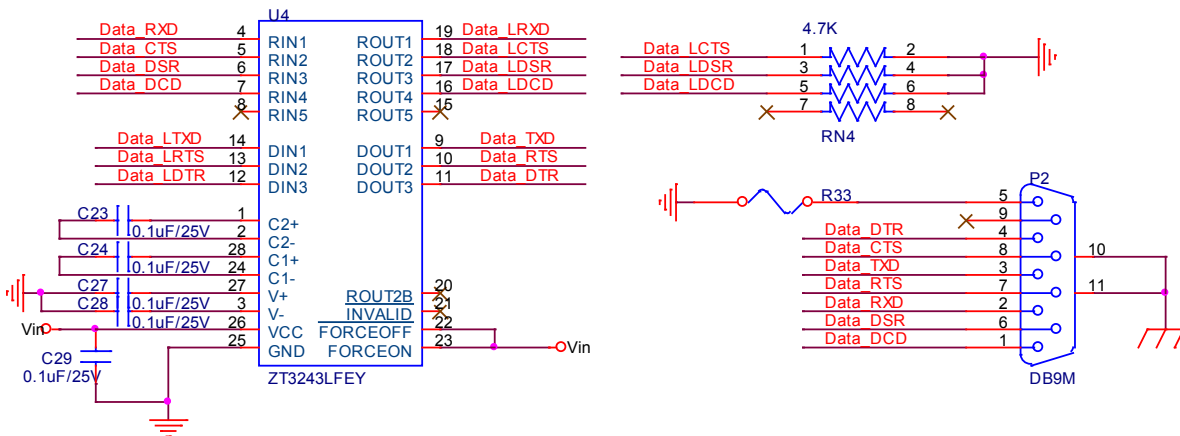 U4
Data_RXD 4 RIN1 ROUT1 19 Data_LRXD
Data_CTS 5 RIN2 ROUT2 18 Data_LCTS
Data_DSR 6 RIN3 ROUT3 17 Data_LDSR
Data_DCD 7 RIN4 ROUT4 16 Data_LDCD
8 RIN5 ROUT5 15
Data_LTXD 14 DIN1 DOUT1 9 Data_TXD
Data_LRTS 13 DIN2 DOUT2 10 Data_RTS
Data_LDTR 12 DIN3 DOUT3 11 Data_DTR
C23 0.1uF/25V 1 C2+
2 C2-
C24 0.1uF/25V 28 C1+
24 C1-
C27 0.1uF/25V 27 V+ ROUT2B 20
C28 0.1uF/25V 3 V- INVALID 21
Vin 26 VCC FORCEOFF 22
25 GND FORCEON 23 Vin
C29
0.1uF/25V
ZT3243LFEY
4.7K
Data_LCTS 1 2
Data_LDSR 3 4
Data_LDCD 5 6
7 8
RN4
P2
R33 5
9
Data_DTR 4
Data_CTS 8 10
Data_TXD 3
Data_RTS 7 11
Data_RXD 2
Data_DSR 6
Data_DCD 1
DB9M